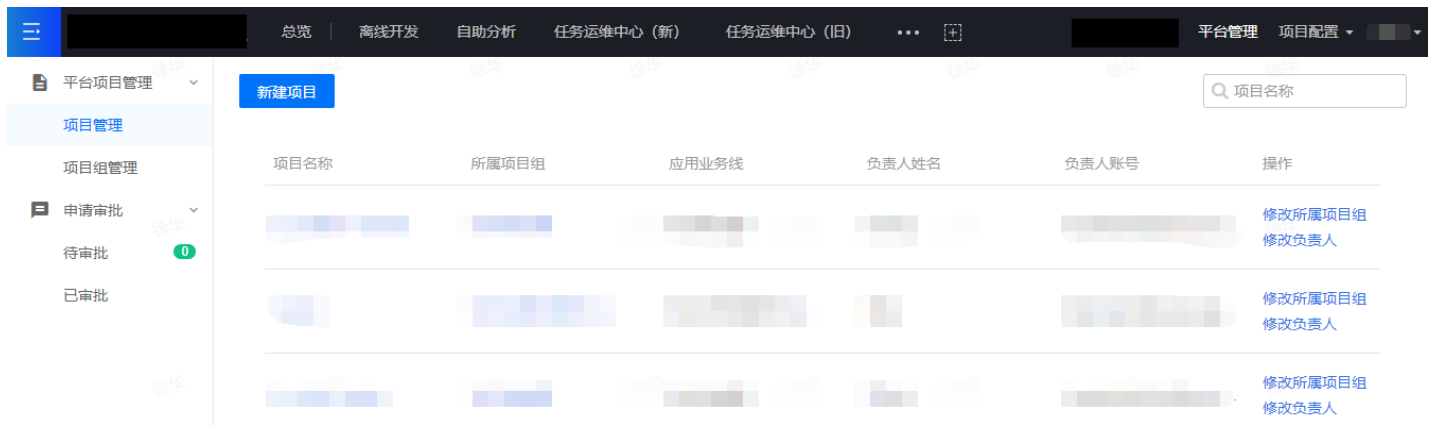 总览 离线开发 自助分析 任务运维中心（新） 任务运维中心（旧） ••• 平台管理 项目配置
平台项目管理
项目管理
项目组管理
申请审批
待审批 0
已审批
新建项目 项目名称
项目名称 所属项目组 应用业务线 负责人姓名 负责人账号 操作
修改所属项目组
修改负责人
修改所属项目组
修改负责人
修改所属项目组
修改负责人